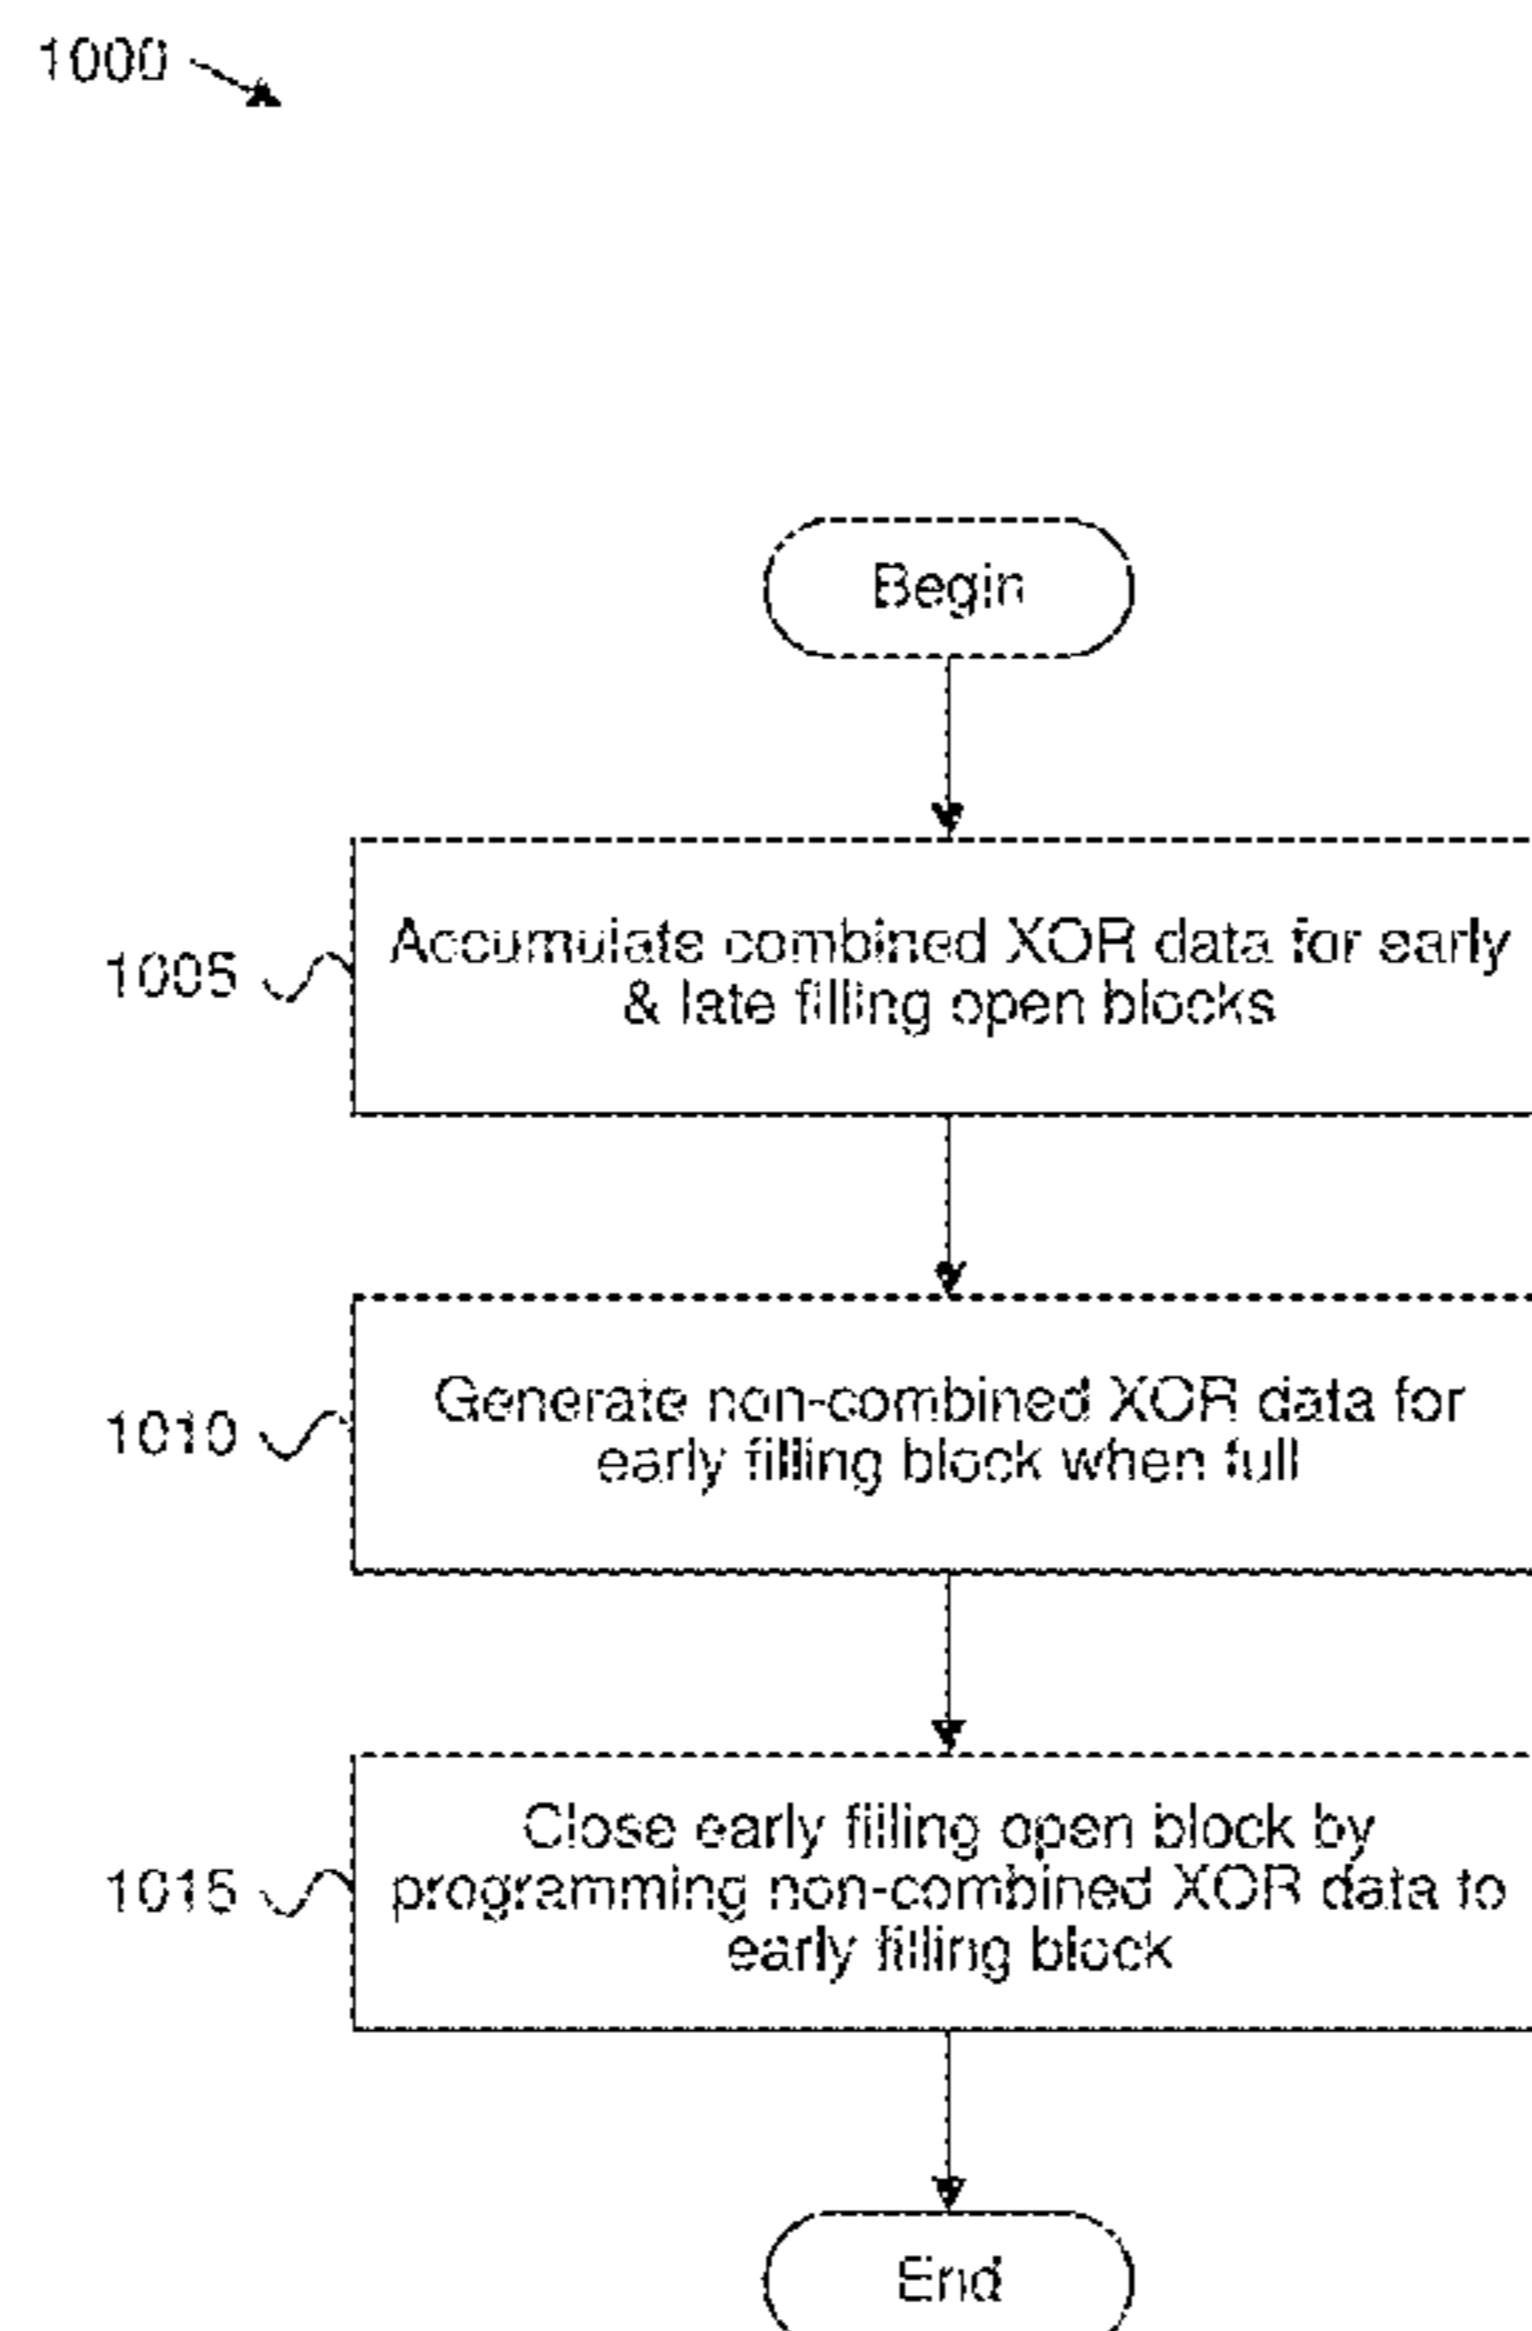 1000
Begin
1005
Accumulate combined XOR data for early
& late filling open blocks
1010
Generate non-combined XOR data for
early filling block when full
1015
Close early filling open block by
programming non-combined XOR data to
early filling block
End